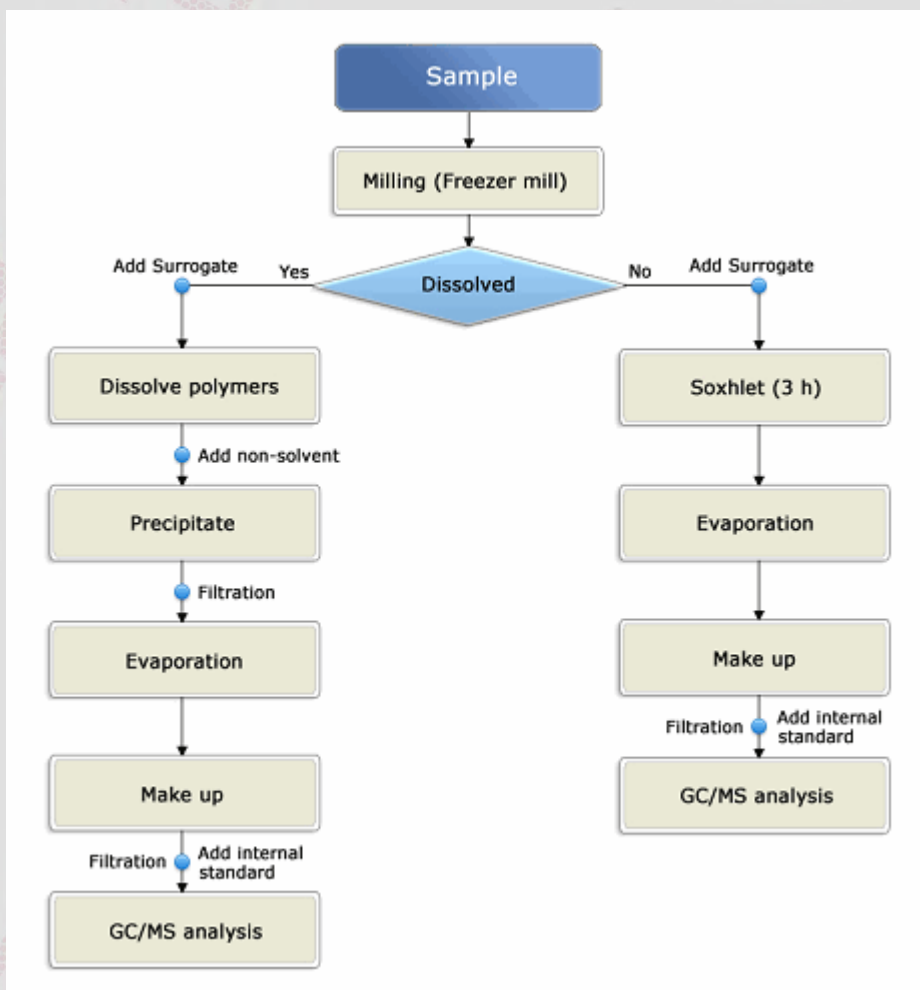 Sample
Milling (Freezer mill)
Add Surrogate
Yes
Dissolved
No
Add Surrogate
Dissolve polymers
Soxhlet (3 h)
Add non-solvent
Precipitate
Evaporation
Filtration
Evaporation
Make up
Filtration
Add internal
standard
Make up
GC/MS analysis
Filtration
Add internal
standard
GC/MS analysis